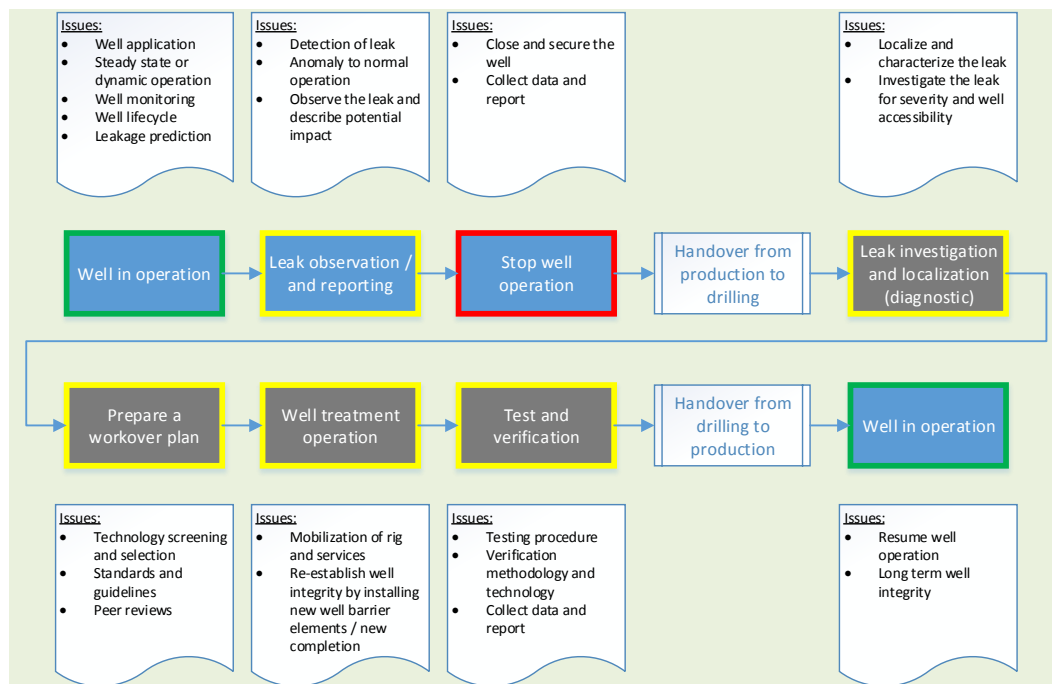 Issues:
• Well application
• Steady state or
dynamic operation
• Well monitoring
• Well lifecycle
• Leakage prediction
Issues:
• Detection of leak
• Anomaly to normal
operation
• Observe the leak and
describe potential
impact
Issues:
• Close and secure the
well
• Collect data and
report
Issues:
• Localize and
characterize the leak
• Investigate the leak
for severity and well
accessibility
Well in operation
Leak observation /
and reporting
Stop well
operation
Handover from
production to
drilling
Leak investigation
and localization
(diagnostic)
Prepare a
workover plan
Well treatment
operation
Test and
verification
Handover from
drilling to
production
Well in operation
Issues:
• Technology screening
and selection
• Standards and
guidelines
• Peer reviews
Issues:
• Mobilization of rig
and services
• Re-establish well
integrity by installing
new well barrier
elements / new
completion
Issues:
• Testing procedure
• Verification
methodology and
technology
• Collect data and
report
Issues:
• Resume well
operation
• Long term well
integrity